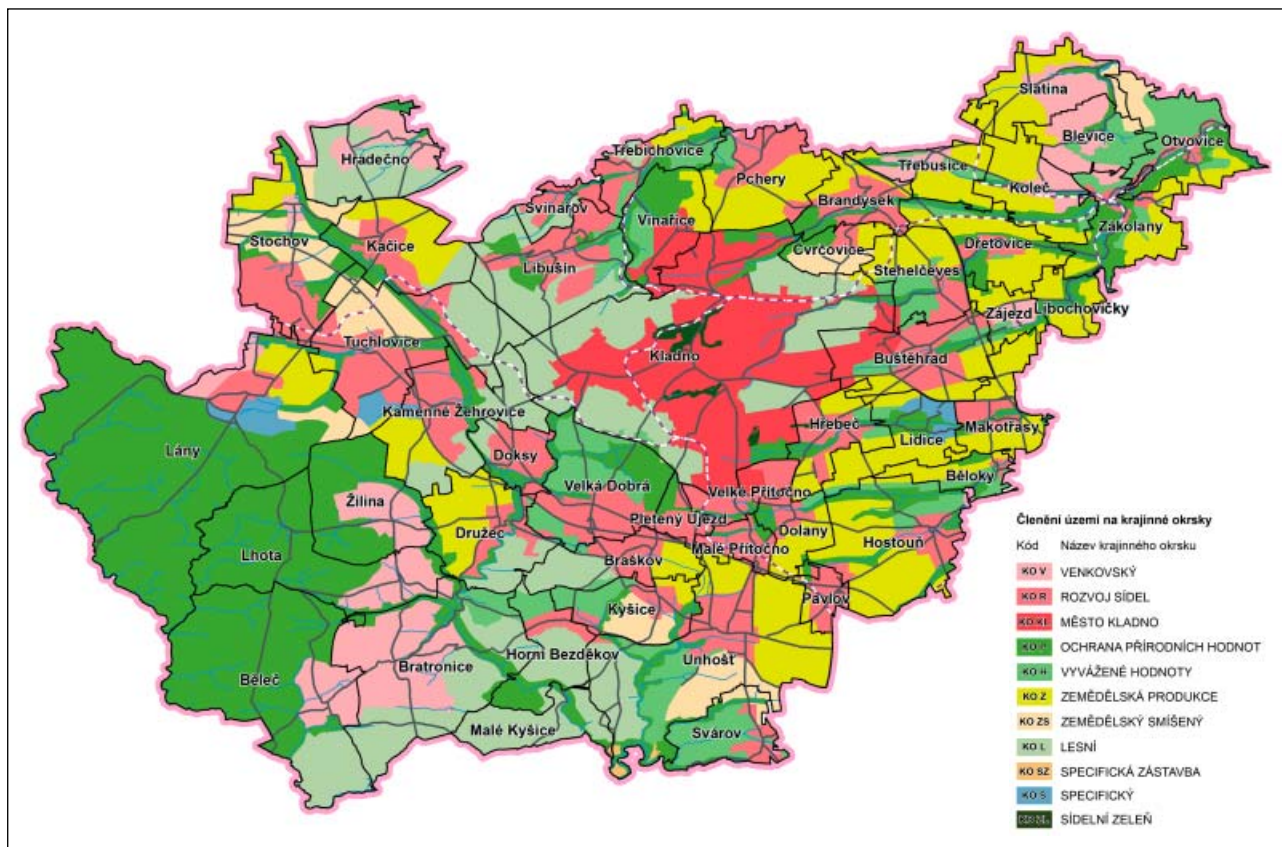 Slatina
Blevice
Otvovice
Třebichovice
Hradečno
Třebusice
Pchery
Koleč
Svinařov
Brandýsek
Vinařice
Zákolany
Stochov
Kačice
Dřetovice
Cvrčovice
Libušín
Stehelčeves
Libochovičky
Zájezd
Tuchlovice
Kladno
Buštěhrad
Kamenné Žehrovice
Hřebeč
Makotřasy
Lidice
Lány
Doksy
Běloky
Velká Dobrá
Velké Přítočno
Žilina
Pletený Újezd
Dolany
Družec
Hostouň
Malé Přítočno
Lhota
Braškov
Pavlov
Kyšice
Horní Bezděkov
Unhošť
Bratronice
Běleč
Malé Kyšice
Svárov
Členění území na krajinné okrsky
Kód Název krajinného okrsku
KO V VENKOVSKÝ
KO R ROZVOJ SÍDEL
KO KL MĚSTO KLADNO
KO P OCHRANA PŘÍRODNÍCH HODNOT
KO H VYVÁŽENÉ HODNOTY
KO Z ZEMĚDĚLSKÁ PRODUKCE
KO ZS ZEMĚDĚLSKÝ SMÍŠENÝ
KO L LESNÍ
KO SZ SPECIFICKÁ ZÁSTAVBA
KO S SPECIFICKÝ
SÍDELNÍ ZELEŇ